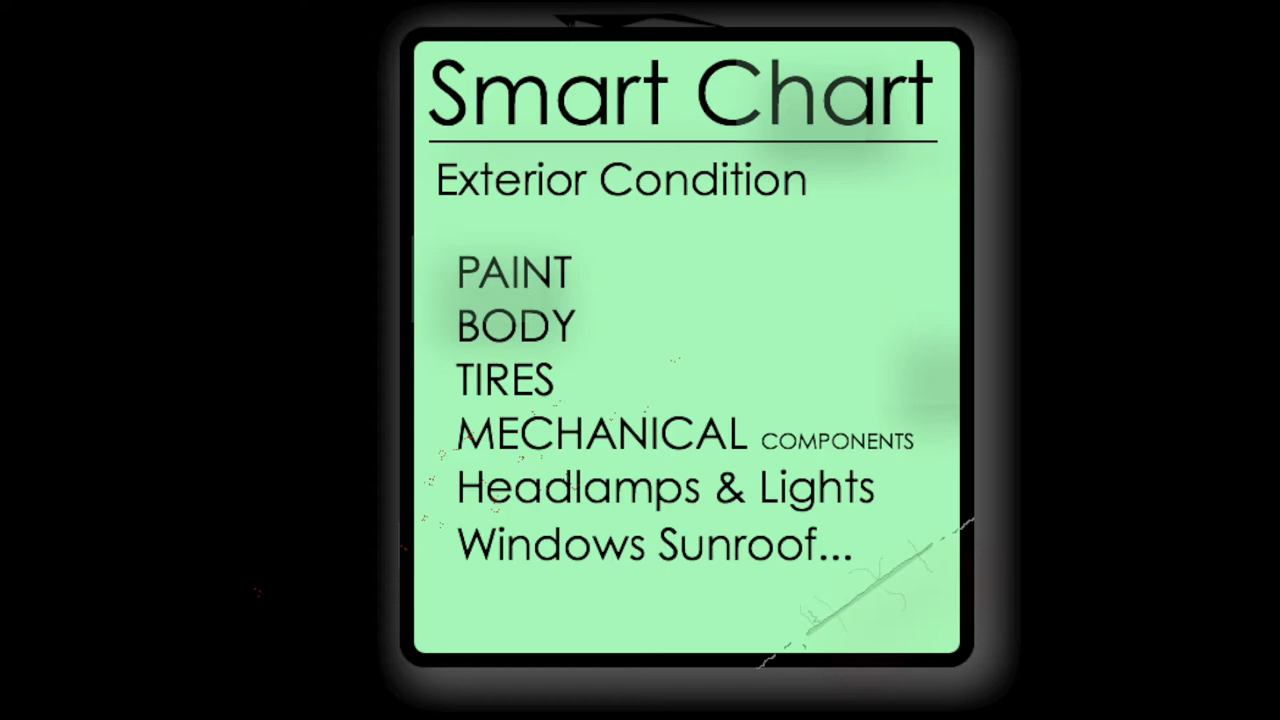 Smart Chart
Exterior Condition
PAINT
BODY
TIRES
MECHANICAL COMPONENTS
Headlamps & Lights
Windows Sunroof...